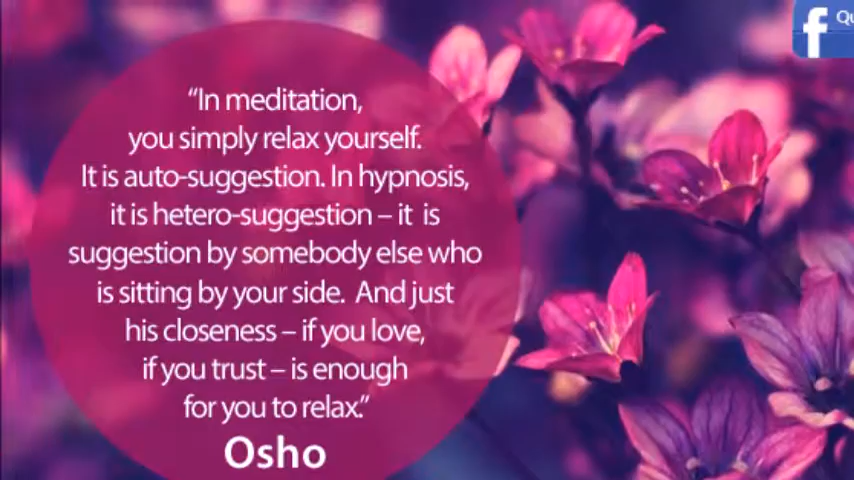 “In meditation,
you simply relax yourself.
It is auto-suggestion. In hypnosis,
it is hetero-suggestion – it is
suggestion by somebody else who
is sitting by your side. And just
his closeness – if you love,
if you trust – is enough
for you to relax.”
Osho
f